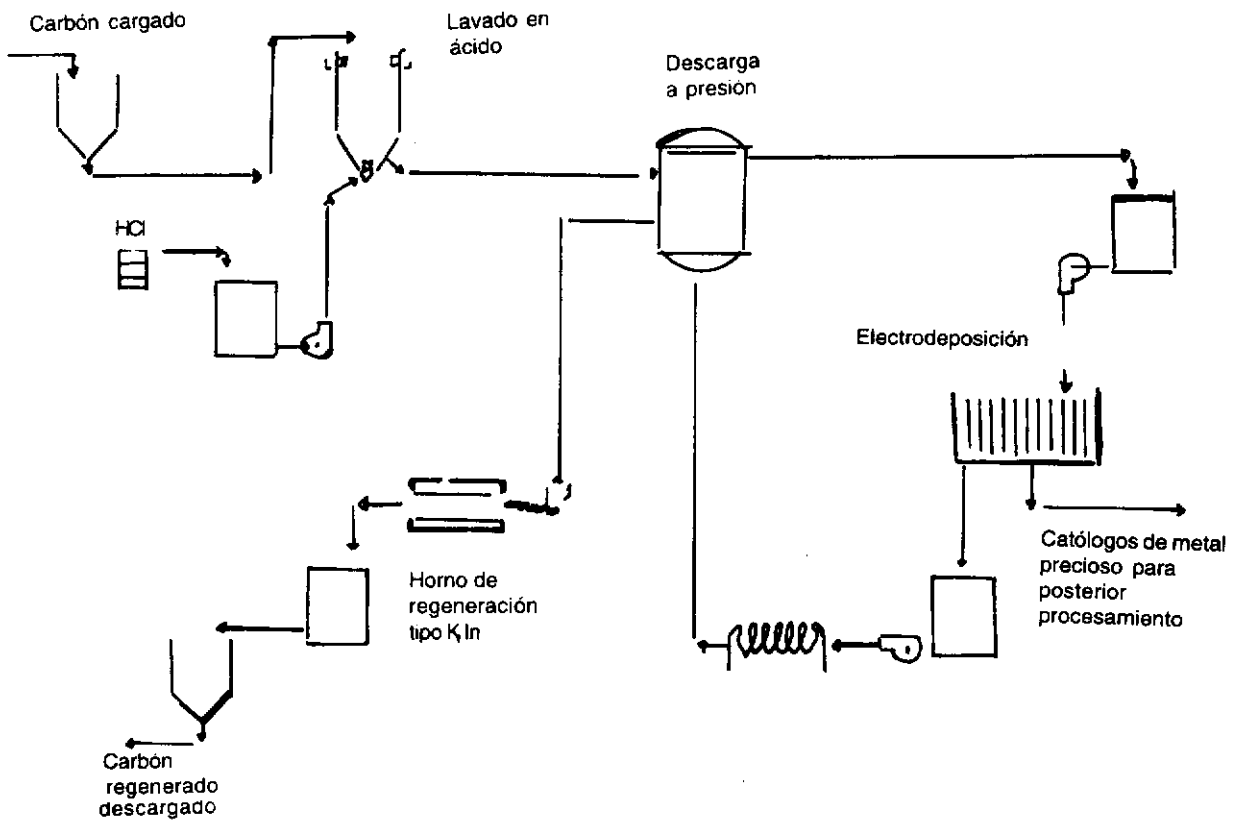 Carbón cargado
Lavado en
ácido
Descarga
a presión
HCl
Electrodeposición
Católogos de metal
precioso para
posterior
procesamiento
Horno de
regeneración
tipo K¡ln
Carbón
regenerado
descargado